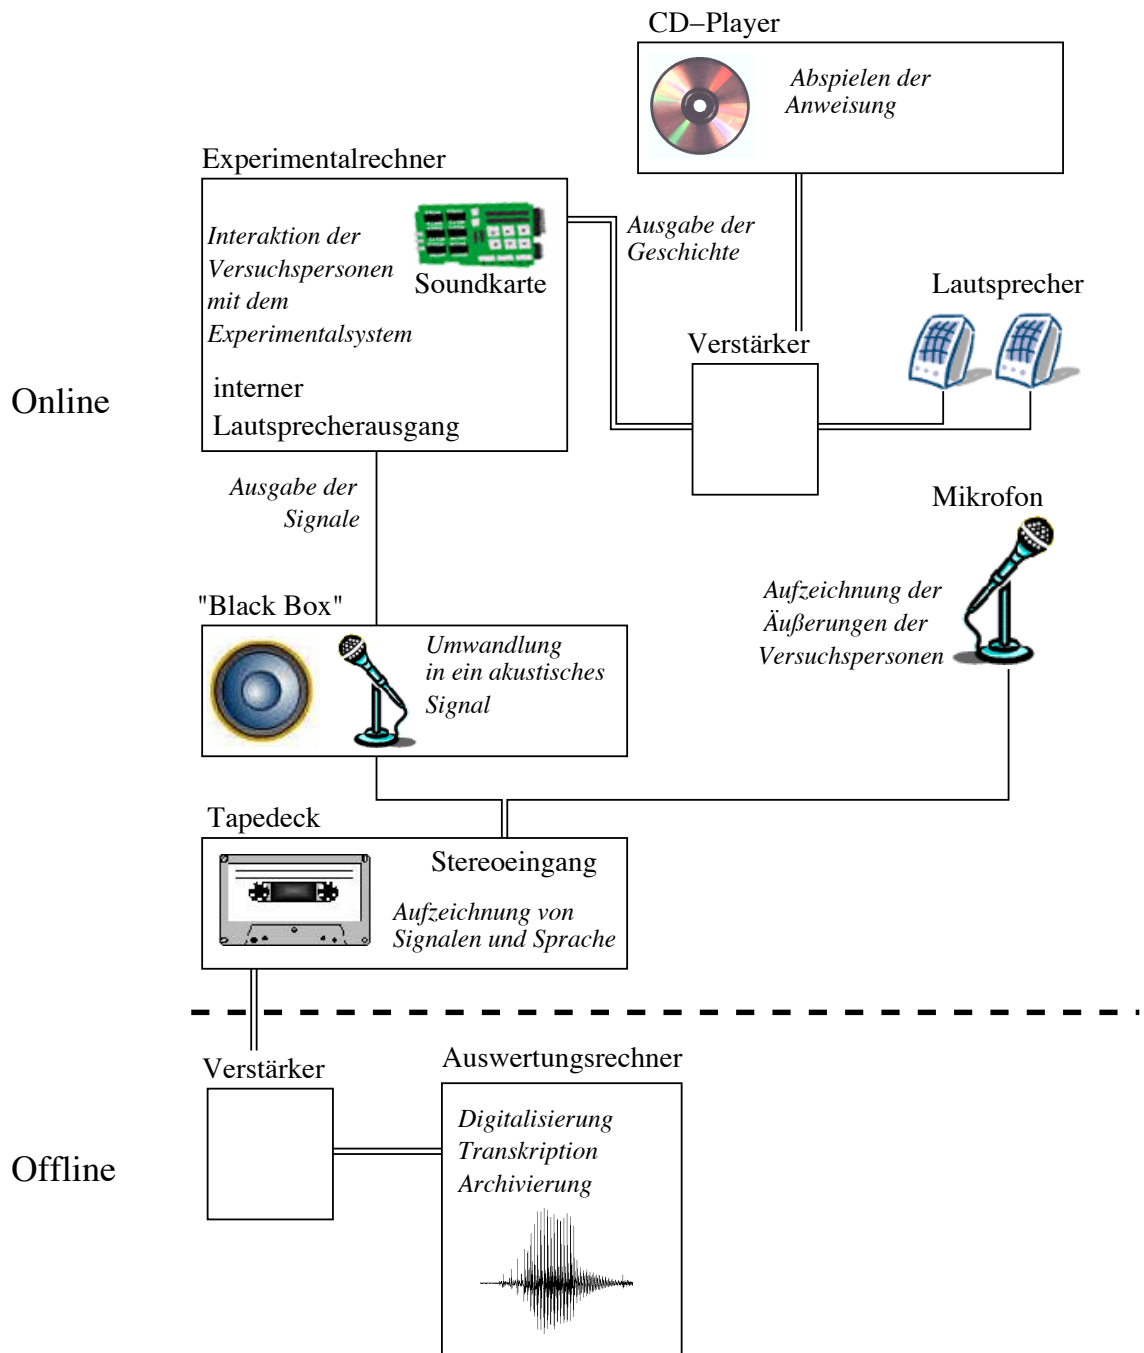 CD–Player
Abspielen der
Anweisung
Experimentalrechner
Interaktion der
Versuchspersonen
mit dem
Experimentalsystem
Soundkarte
interner
Lautsprecherausgang
Ausgabe der
Geschichte
Lautsprecher
Verstärker
Online
Ausgabe der
Signale
Mikrofon
Aufzeichnung der
Äußerungen der
Versuchspersonen
"Black Box"
Umwandlung
in ein akustisches
Signal
Tapedeck
Stereoeingang
Aufzeichnung von
Signalen und Sprache
Verstärker
Auswertungsrechner
Digitalisierung
Transkription
Archivierung
Offline